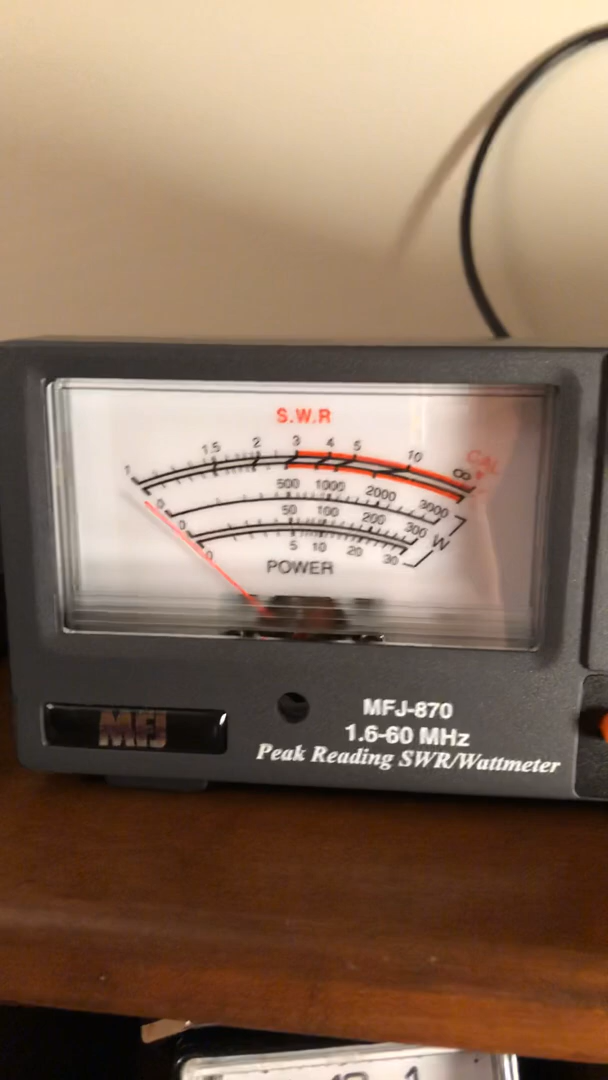 S.W.R
1 1.5 2 3 4 5 10 ∞ CAL
0 500 1000 2000 3000
0 50 100 200 300 W
0 5 10 20 30
POWER
MFJ-870
MFJ
1.6-60 MHz
Peak Reading SWR/Wattmeter